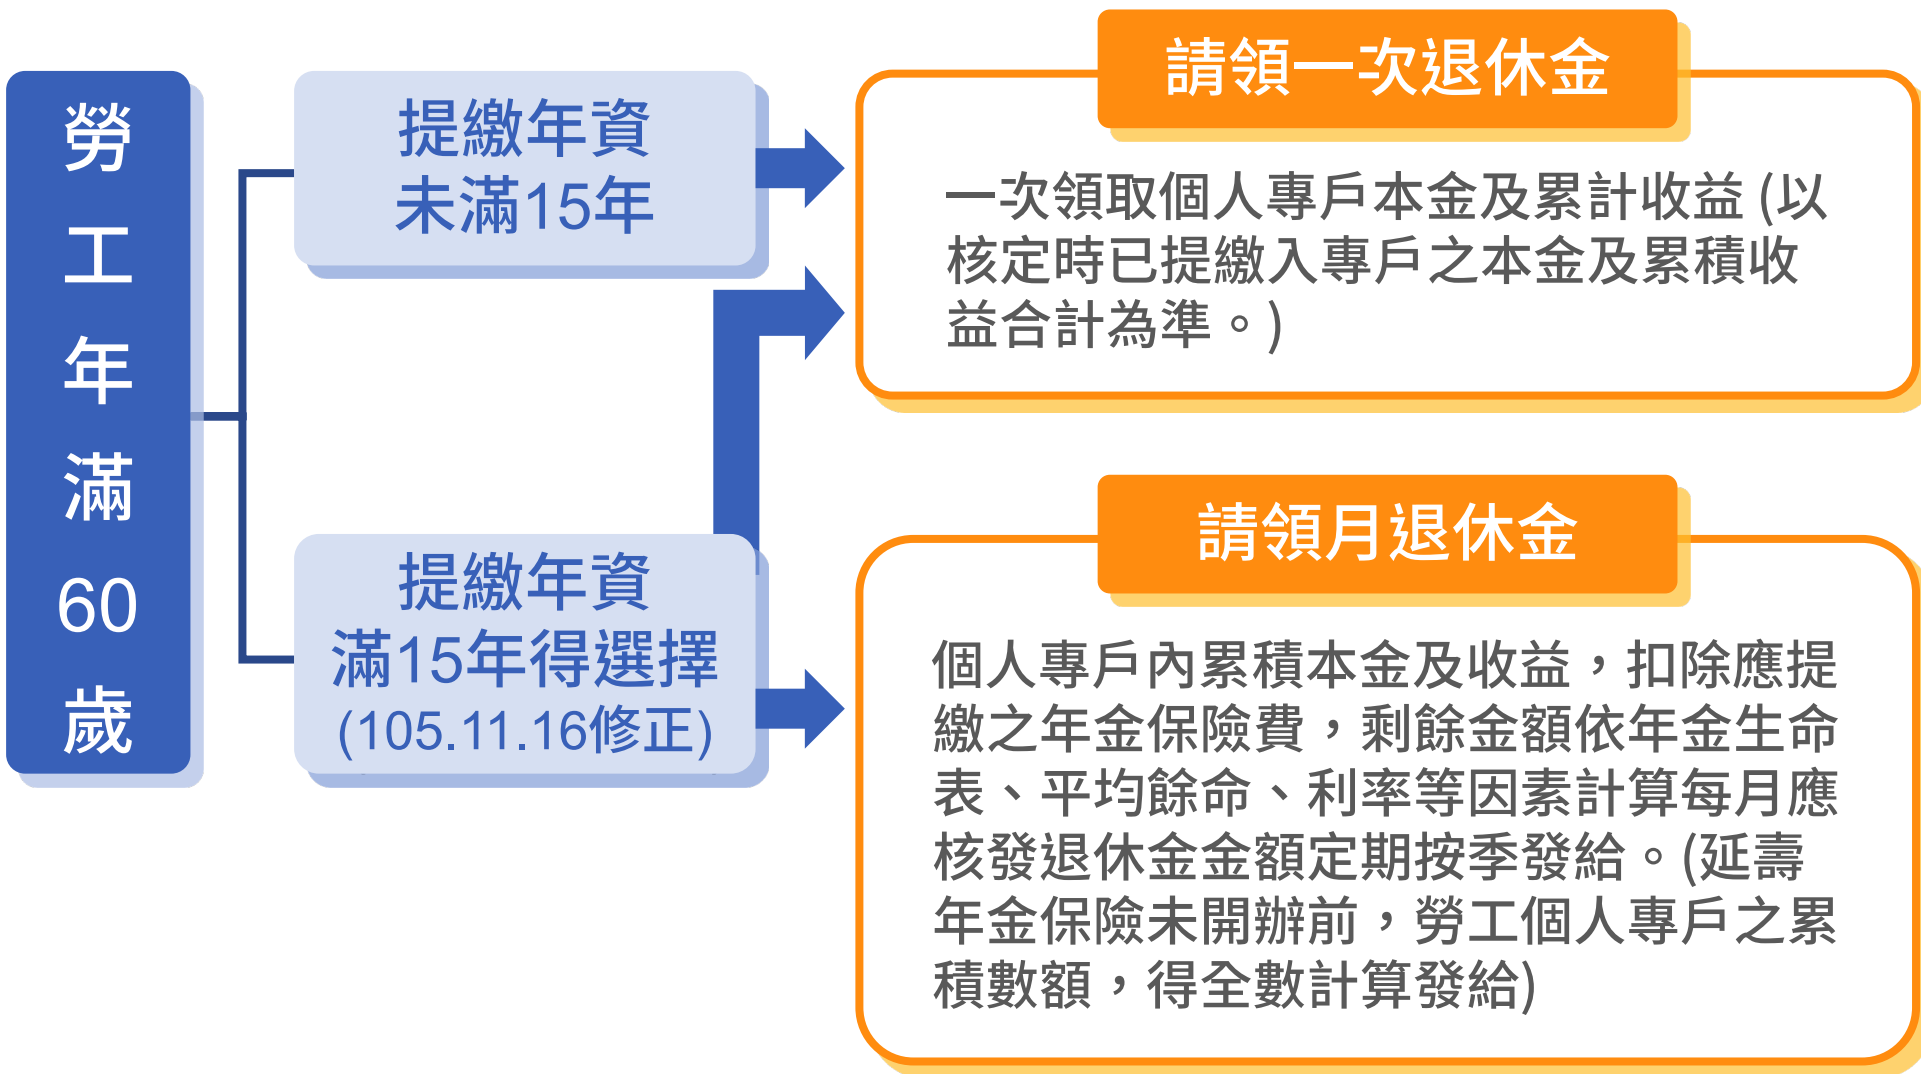 勞工年滿60歲
提繳年資
未滿15年
提繳年資
滿15年得選擇
(105.11.16修正)
請領一次退休金
一次領取個人專戶本金及累計收益 (以
核定時已提繳入專戶之本金及累積收
益合計為準。)
請領月退休金
個人專戶內累積本金及收益，扣除應提
繳之年金保險費，剩餘金額依年金生命
表、平均餘命、利率等因素計算每月應
核發退休金金額定期按季發給。(延壽
年金保險未開辦前，勞工個人專戶之累
積數額，得全數計算發給)